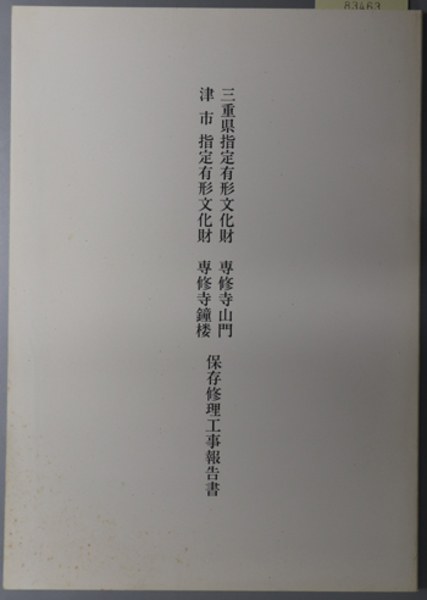 三重県指定有形文化財 専修寺山門
津市 指定有形文化財 専修寺鐘楼
保存修理工事報告書
83463